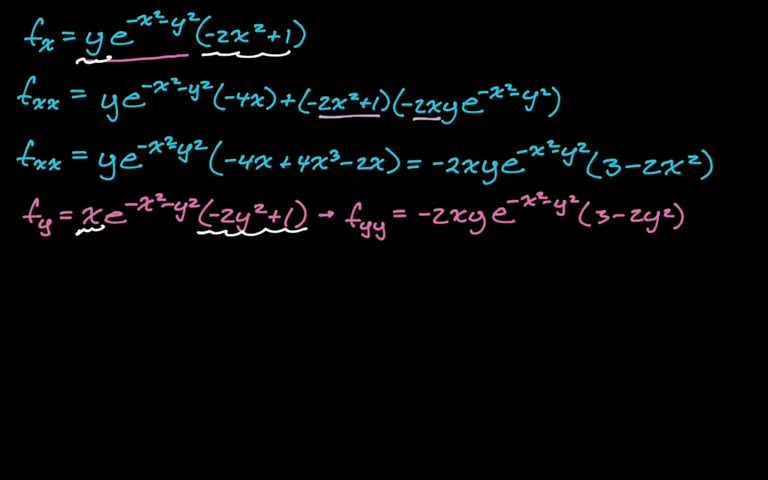 fₓ = ye^(-x²-y²)(-2x²+1)
fₓₓ = ye^(-x²-y²)(-4x)+(-2x²+1)(-2xye^(-x²-y²))
fₓₓ = ye^(-x²-y²)(-4x+4x³-2x) = -2xye^(-x²-y²)(3-2x²)
f_y = xe^(-x²-y²)(-2y²+1) → f_yy = -2xye^(-x²-y²)(3-2y²)